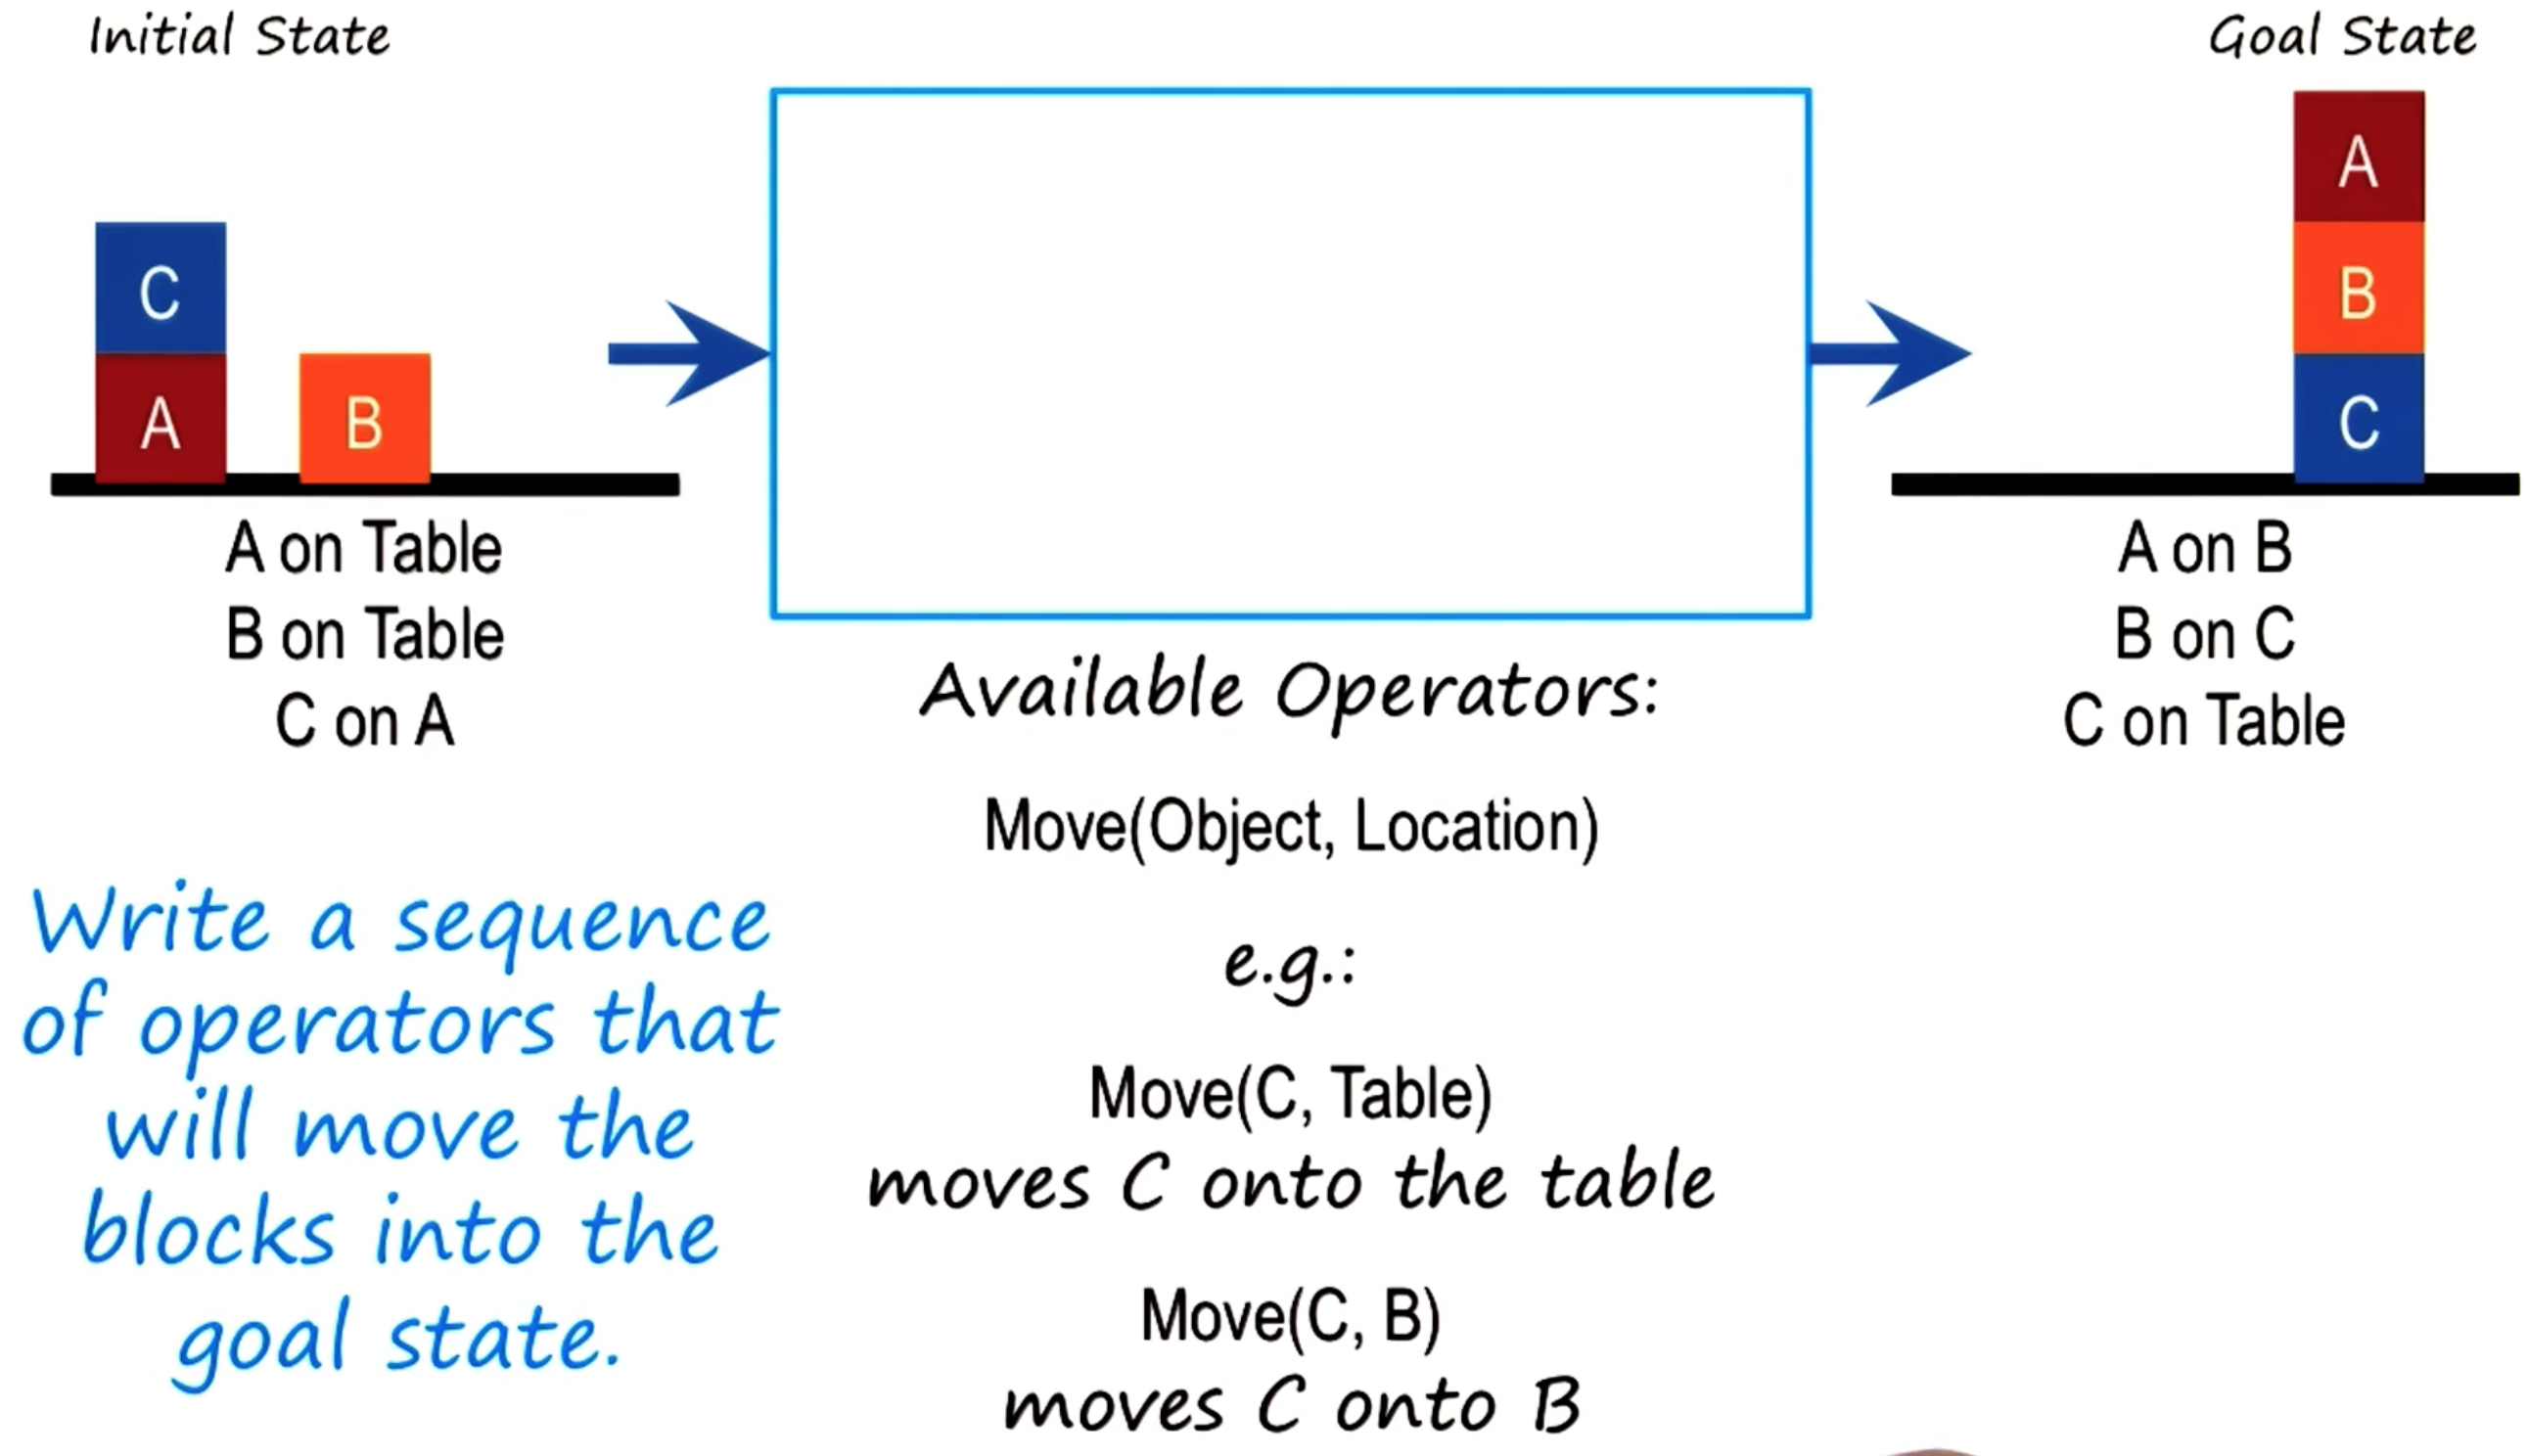 Initial State
Goal State
C
A
B
A
B
C
A on Table
B on Table
C on A
A on B
B on C
C on Table
Available Operators:
Move(Object, Location)
e.g.:
Move(C, Table)
moves C onto the table
Move(C, B)
moves C onto B
Write a sequence
of operators that
will move the
blocks into the
goal state.